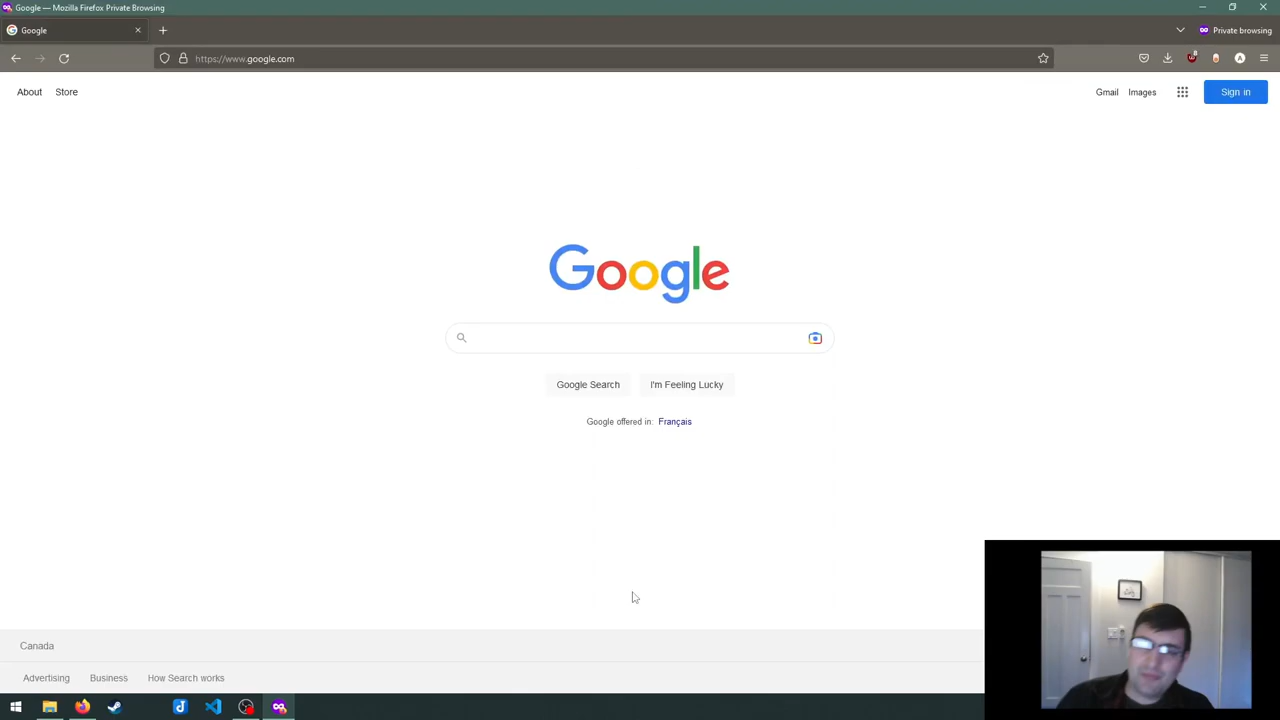 Google — Mozilla Firefox Private Browsing
Google
Private browsing
https://www.google.com
About
Store
Gmail
Images
Sign in
Google
Google Search
I'm Feeling Lucky
Google offered in: Français
Canada
Advertising
Business
How Search works